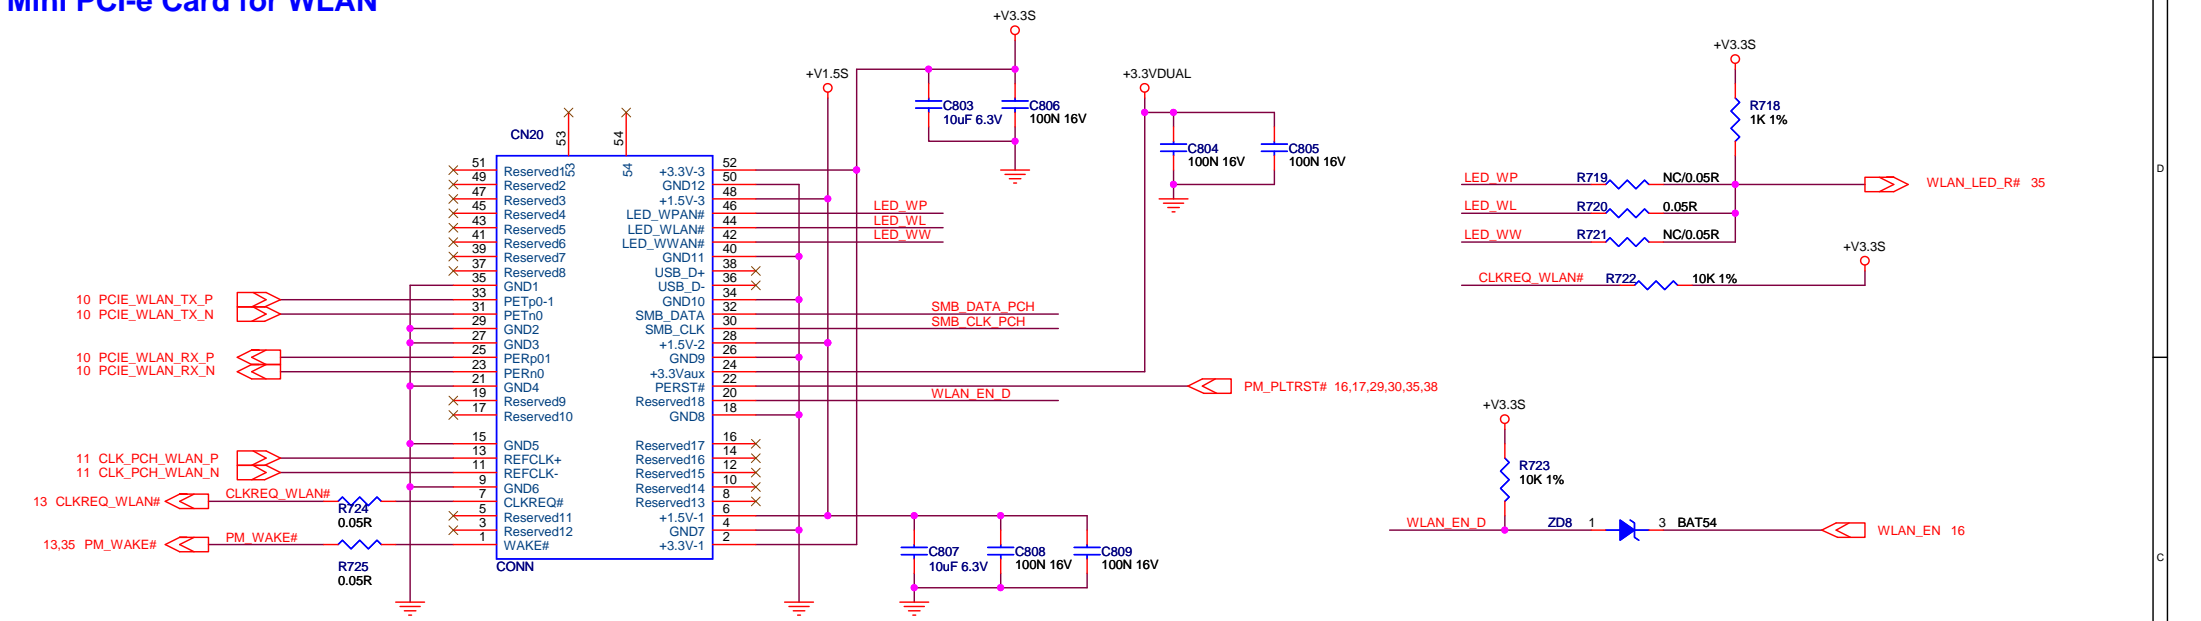 Mini PCI-e Card for WLAN
+V3.3S
+V1.5S
+3.3VDUAL
+V3.3S
C803
10uF 6.3V
C806
100N 16V
C804
100N 16V
C805
100N 16V
R718
1K 1%
CN20
53
54
53
54
51 Reserved1
49 Reserved2
47 Reserved3
45 Reserved4
43 Reserved5
41 Reserved6
39 Reserved7
37 Reserved8
35 GND1
10 PCIE_WLAN_TX_P 33 PETp0-1
10 PCIE_WLAN_TX_N 31 PETn0
29 GND2
27 GND3
10 PCIE_WLAN_RX_P 25 PERp01
10 PCIE_WLAN_RX_N 23 PERn0
21 GND4
19 Reserved9
17 Reserved10
15 GND5
11 CLK_PCH_WLAN_P 13 REFCLK+
11 CLK_PCH_WLAN_N 11 REFCLK-
9 GND6
13 CLKREQ_WLAN# CLKREQ_WLAN# 7 CLKREQ#
R724
0.05R
5 Reserved11
3 Reserved12
13,35 PM_WAKE# PM_WAKE# 1 WAKE#
R725
0.05R
CONN
+3.3V-3 52
GND12 50
+1.5V-3 48
LED_WPAN# 46 LED_WP
LED_WLAN# 44 LED_WL
LED_WWAN# 42 LED_WW
GND11 40
USB_D+ 38
USB_D- 36
GND10 34
SMB_DATA 32 SMB_DATA_PCH
SMB_CLK 30 SMB_CLK_PCH
+1.5V-2 28
GND9 26
+3.3Vaux 24
PERST# 22 PM_PLTRST# 16,17,29,30,35,38
Reserved18 20 WLAN_EN_D
GND8 18
Reserved17 16
Reserved16 14
Reserved15 12
Reserved14 10
Reserved13 8
+1.5V-1 6
GND7 4
+3.3V-1 2
C807
10uF 6.3V
C808
100N 16V
C809
100N 16V
LED_WP R719 NC/0.05R WLAN_LED_R# 35
LED_WL R720 0.05R
LED_WW R721 NC/0.05R
+V3.3S
CLKREQ_WLAN# R722 10K 1%
+V3.3S
R723
10K 1%
WLAN_EN_D ZD8 1 3 BAT54 WLAN_EN 16
D
C